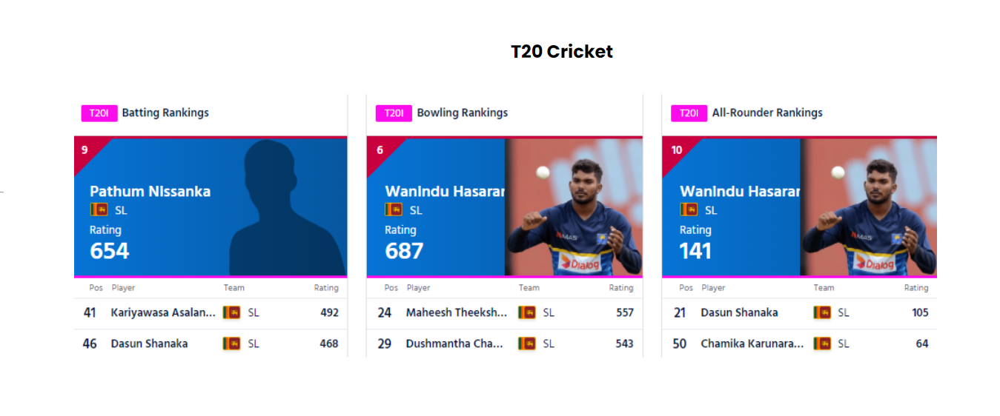 T20 Cricket
T20I Batting Rankings
9
Pathum Nissanka
SL
Rating
654
Pos Player Team Rating
41 Kariyawasa Asalan... SL 492
46 Dasun Shanaka SL 468
T20I Bowling Rankings
6
Wanindu Hasarar
SL
Rating
687
MAS
Dialog
Pos Player Team Rating
24 Maheesh Theeksh... SL 557
29 Dushmantha Cha... SL 543
T20I All-Rounder Rankings
10
Wanindu Hasarar
SL
Rating
141
MAS
Dialog
Pos Player Team Rating
21 Dasun Shanaka SL 105
50 Chamika Karunara... SL 64